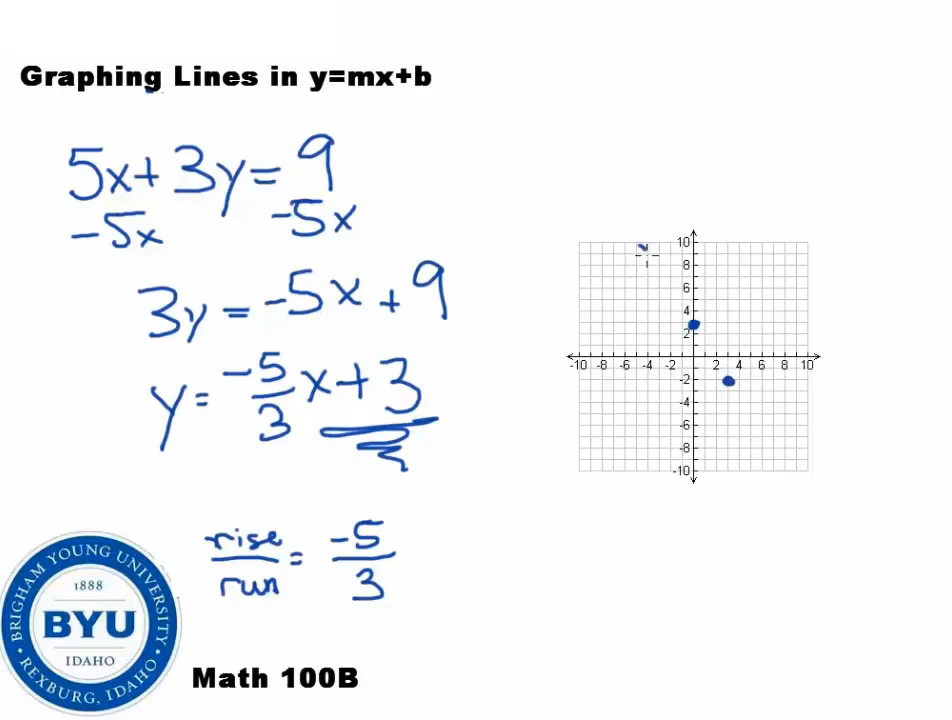 Graphing Lines in y=mx+b
5x+3y=9
-5x -5x
3y=-5x+9
y=-5/3x+3
rise/run=-5/3
BRIGHAM YOUNG UNIVERSITY
1888
BYU
IDAHO
REXBURG, IDAHO
Math 100B
10
8
6
4
2
-10 -8 -6 -4 -2 2 4 6 8 10
-2
-4
-6
-8
-10